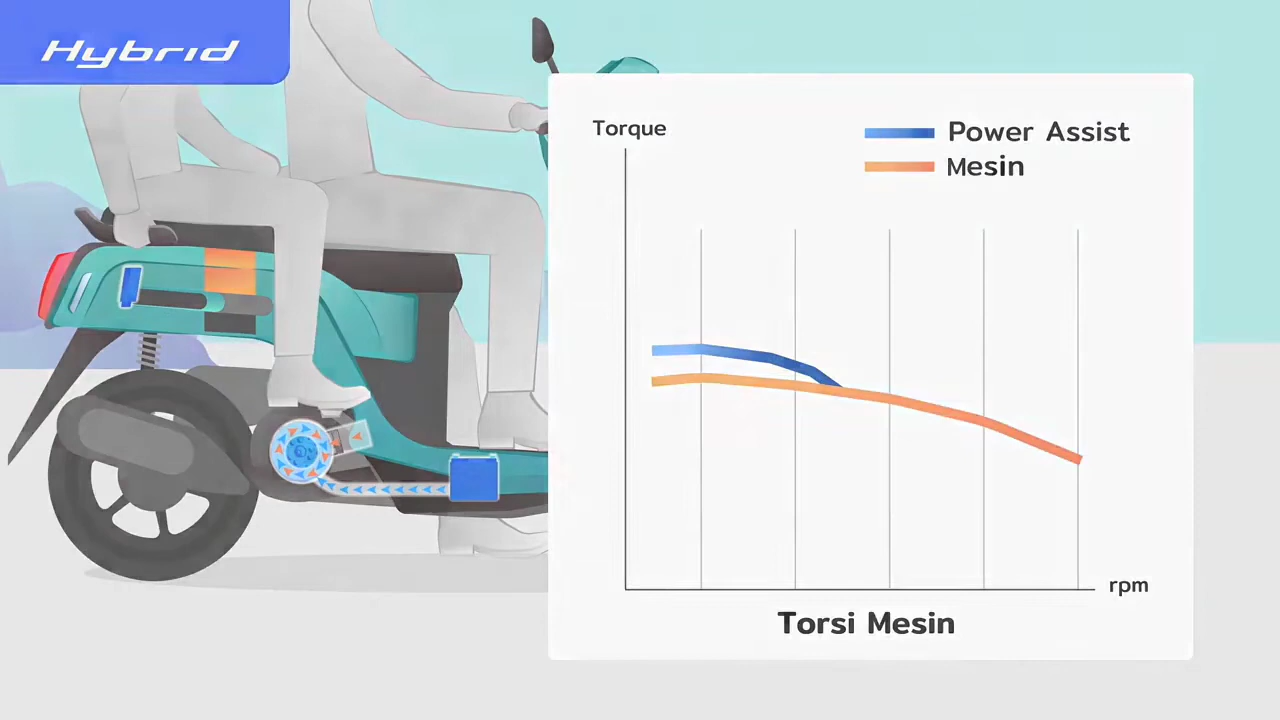 Hybrid
Torque
Power Assist
Mesin
rpm
Torsi Mesin